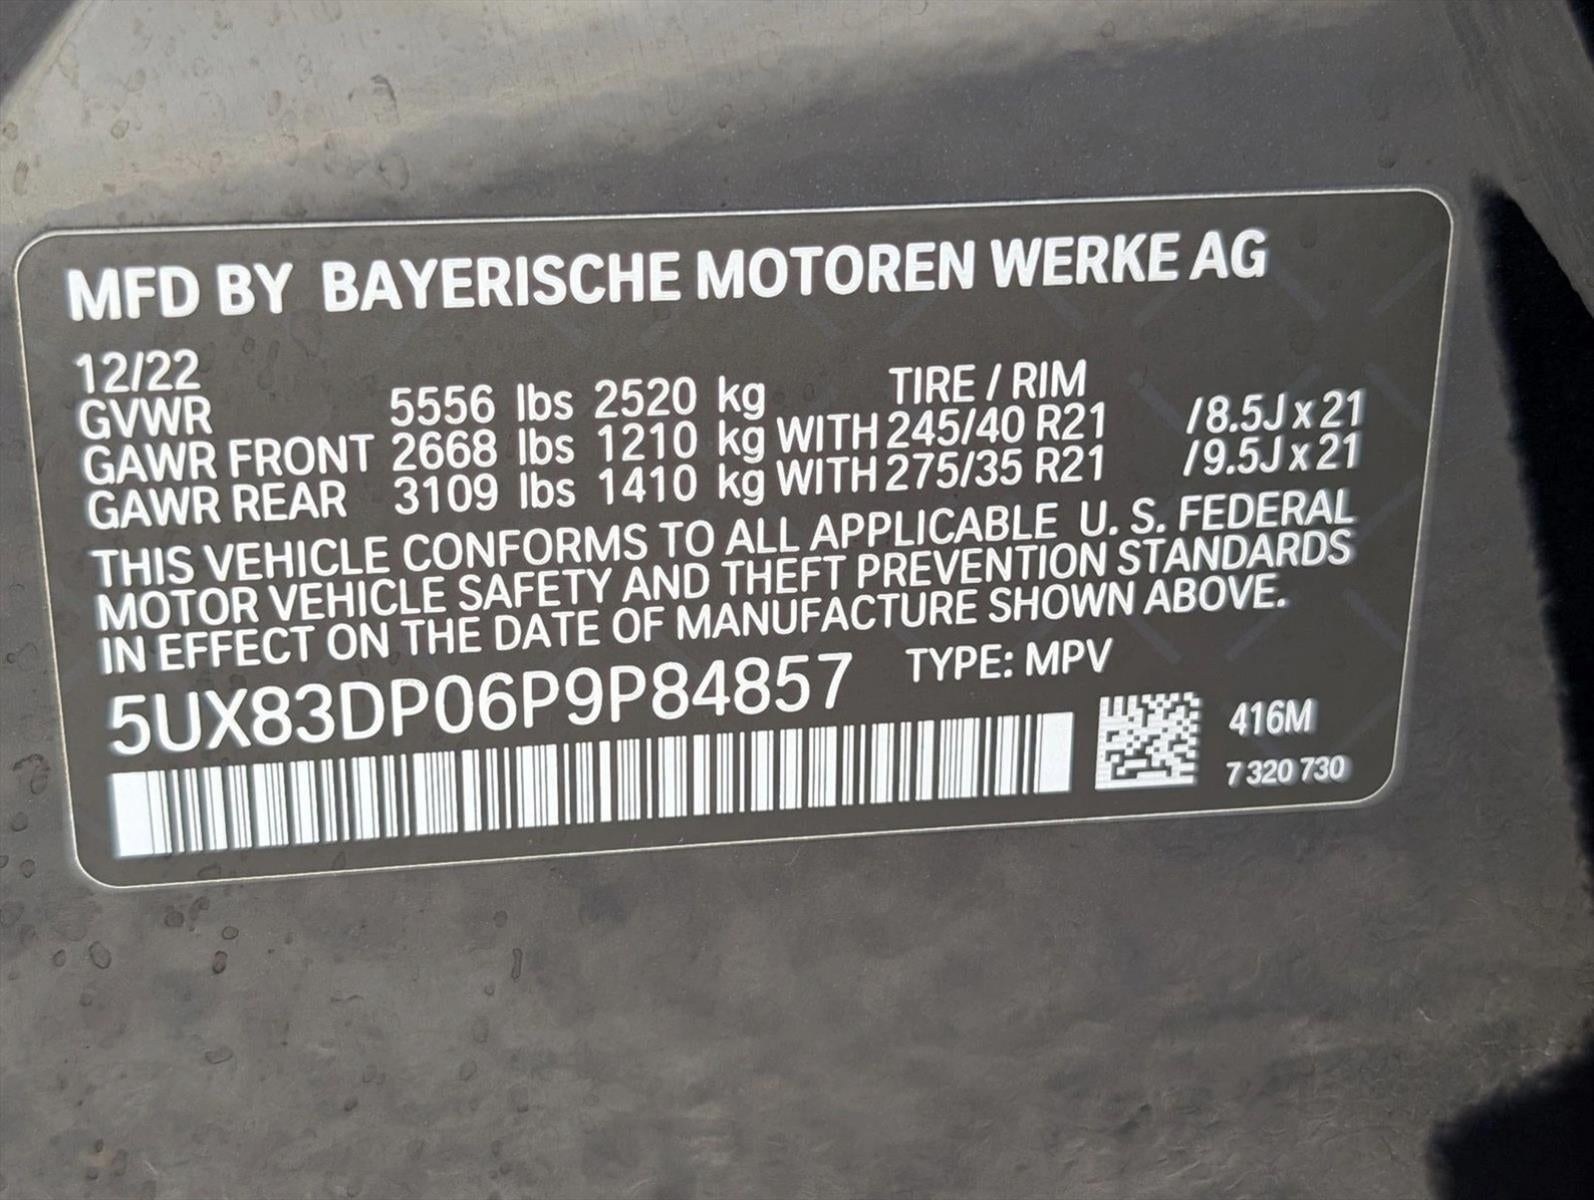 MFD BY BAYERISCHE MOTOREN WERKE AG
12/22
TIRE / RIM
GVWR 5556 lbs 2520 kg
GAWR FRONT 2668 lbs 1210 kg WITH 245/40 R21 /8.5J x 21
GAWR REAR 3109 lbs 1410 kg WITH 275/35 R21 /9.5J x 21
THIS VEHICLE CONFORMS TO ALL APPLICABLE U. S. FEDERAL
MOTOR VEHICLE SAFETY AND THEFT PREVENTION STANDARDS
IN EFFECT ON THE DATE OF MANUFACTURE SHOWN ABOVE.
5UX83DP06P9P84857 TYPE: MPV
416M
7 320 730